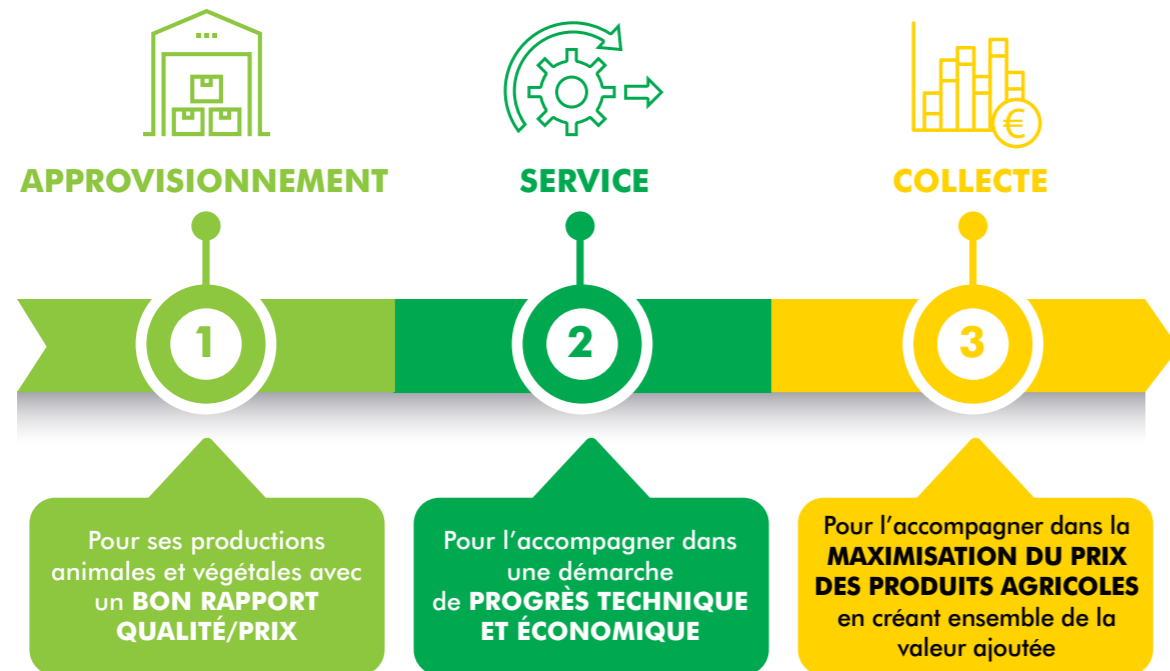 APPROVISIONNEMENT
SERVICE
COLLECTE
1
2
3
Pour ses productions
animales et végétales avec
un BON RAPPORT
QUALITÉ/PRIX
Pour l’accompagner dans
une démarche
de PROGRÈS TECHNIQUE
ET ÉCONOMIQUE
Pour l’accompagner dans la
MAXIMISATION DU PRIX
DES PRODUITS AGRICOLES
en créant ensemble de la
valeur ajoutée
€